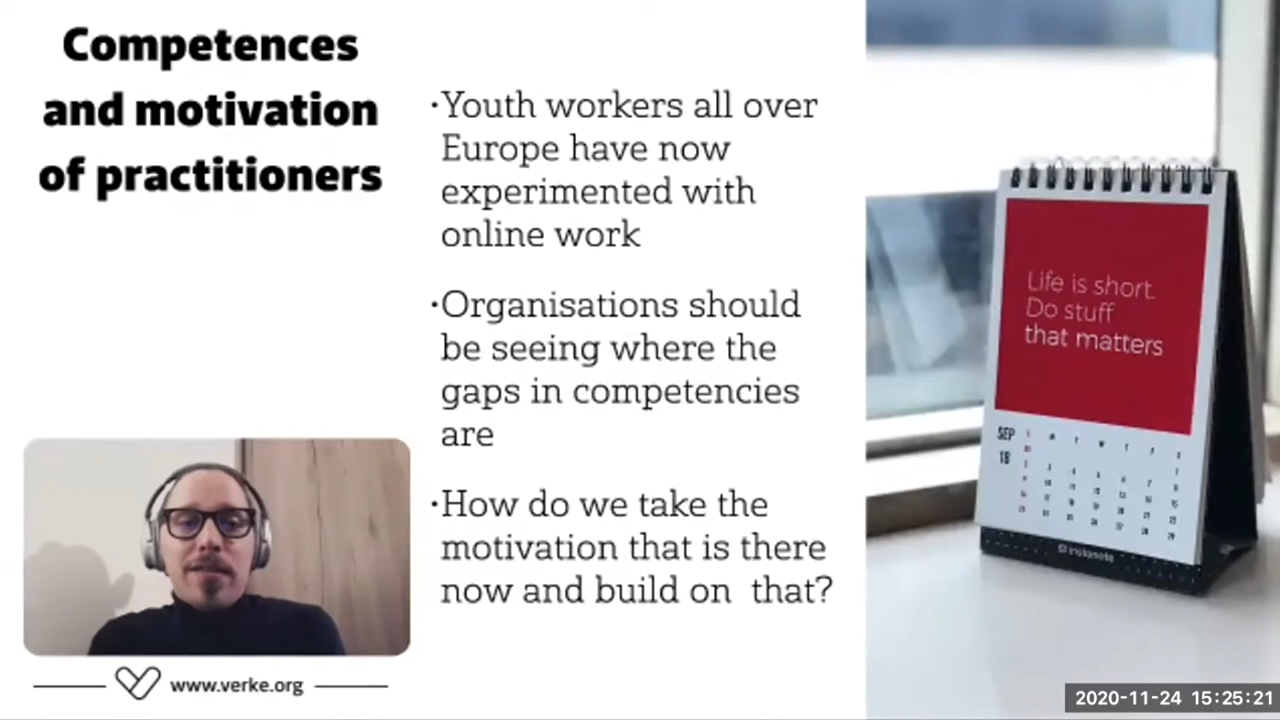 Competences
and motivation
of practitioners
·Youth workers all over
Europe have now
experimented with
online work
·Organisations should
be seeing where the
gaps in competencies
are
·How do we take the
motivation that is there
now and build on that?
www.verke.org
Life is short.
Do stuff
that matters
SEP
18
2020-11-24 15:25:21